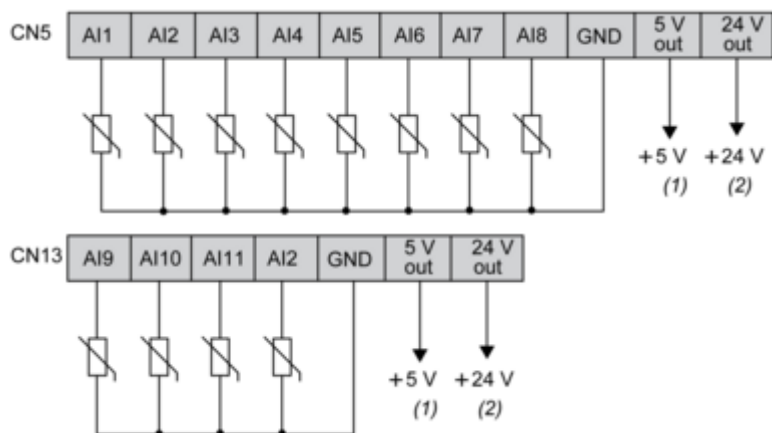 CN5 AI1 AI2 AI3 AI4 AI5 AI6 AI7 AI8 GND 5 V out 24 V out
+5 V +24 V
(1) (2)
CN13 AI9 AI10 AI11 AI2 GND 5 V out 24 V out
+5 V +24 V
(1) (2)